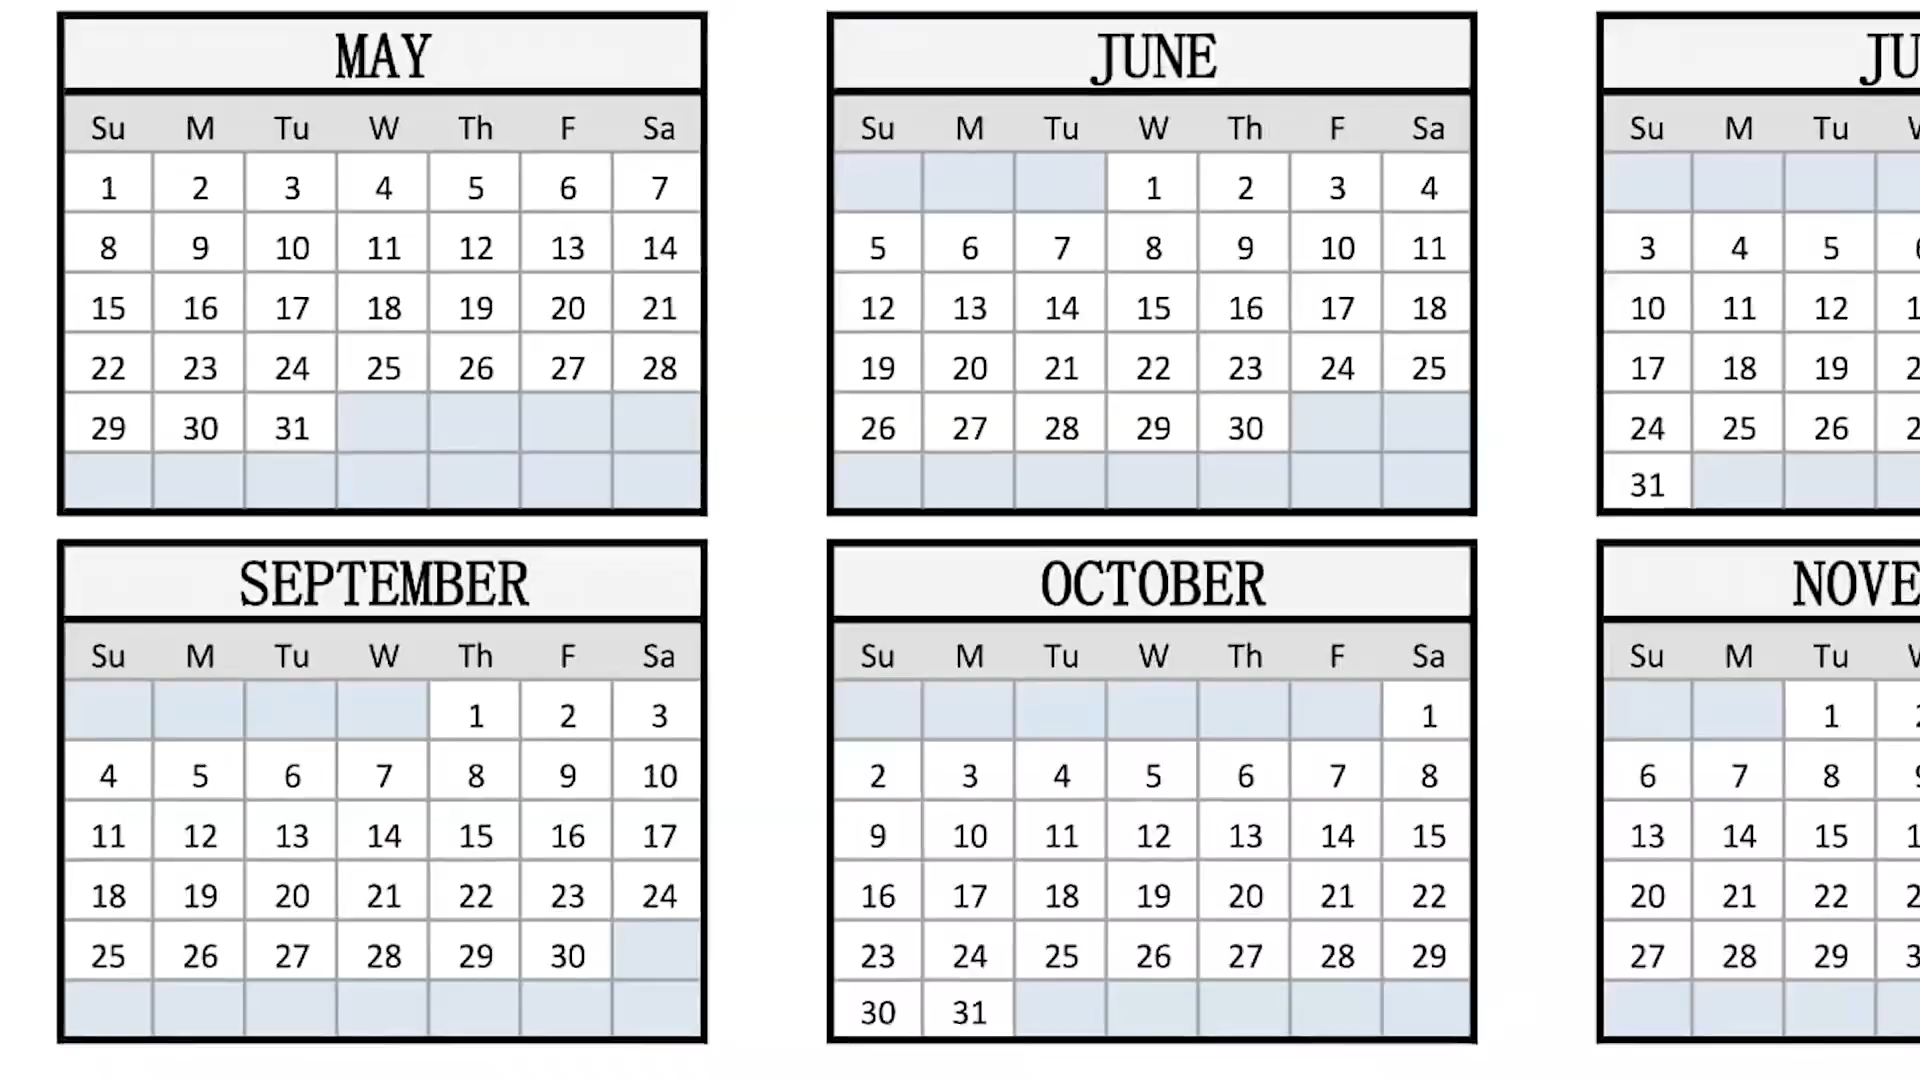 MAY
Su M Tu W Th F Sa
1 2 3 4 5 6 7
8 9 10 11 12 13 14
15 16 17 18 19 20 21
22 23 24 25 26 27 28
29 30 31
JUNE
Su M Tu W Th F Sa
1 2 3 4
5 6 7 8 9 10 11
12 13 14 15 16 17 18
19 20 21 22 23 24 25
26 27 28 29 30
JU
Su M Tu
3 4 5
10 11 12
17 18 19
24 25 26
31
SEPTEMBER
Su M Tu W Th F Sa
1 2 3
4 5 6 7 8 9 10
11 12 13 14 15 16 17
18 19 20 21 22 23 24
25 26 27 28 29 30
OCTOBER
Su M Tu W Th F Sa
1
2 3 4 5 6 7 8
9 10 11 12 13 14 15
16 17 18 19 20 21 22
23 24 25 26 27 28 29
30 31
NOVE
Su M Tu
1
6 7 8
13 14 15
20 21 22
27 28 29